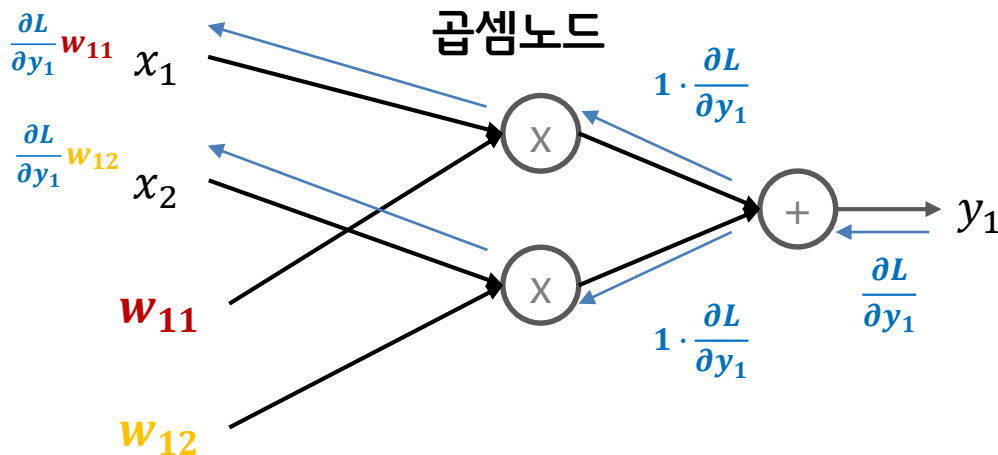 곱셈노드
∂L/∂y₁ w₁₁
x₁
1 · ∂L/∂y₁
x
∂L/∂y₁ w₁₂
x₂
+
y₁
x
∂L/∂y₁
w₁₁
1 · ∂L/∂y₁
w₁₂